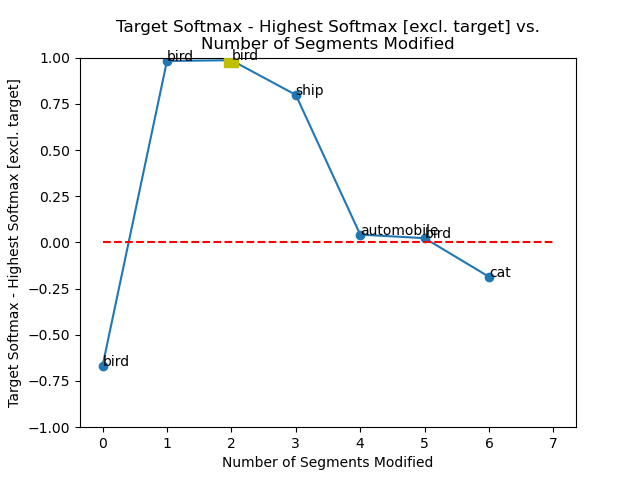 Target Softmax - Highest Softmax [excl. target] vs.
Number of Segments Modified
Target Softmax - Highest Softmax [excl. target]
1.00
0.75
0.50
0.25
0.00
−0.25
−0.50
−0.75
−1.00
bird
bird
bird
ship
automobile
bird
cat
0 1 2 3 4 5 6 7
Number of Segments Modified